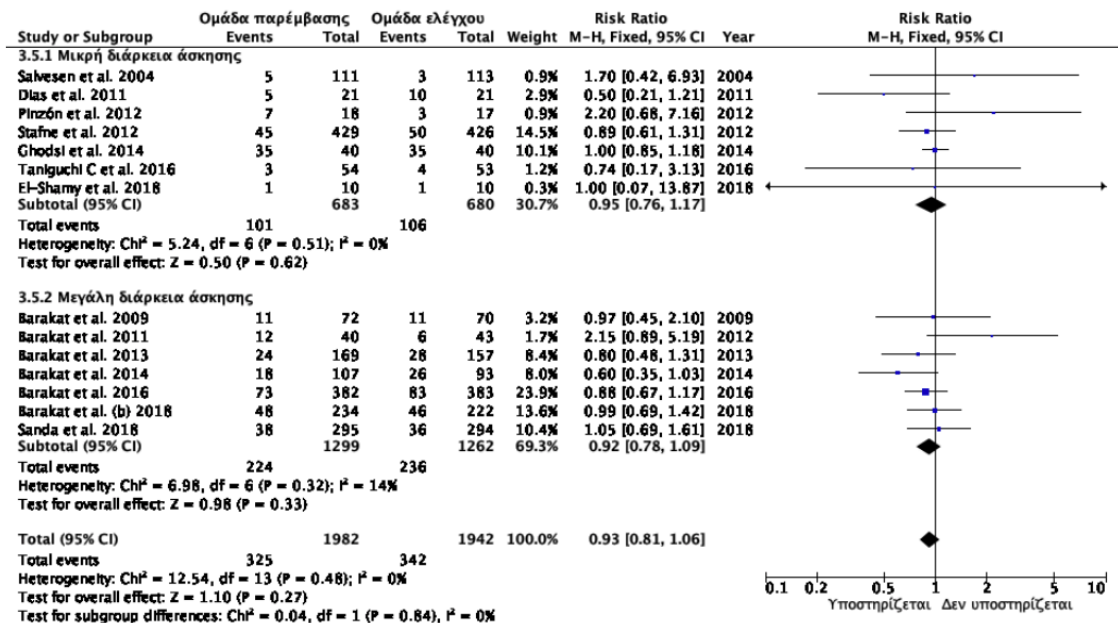 Ομάδα παρέμβασης Ομάδα ελέγχου Risk Ratio Risk Ratio
Study or Subgroup Events Total Events Total Weight M-H, Fixed, 95% CI Year M-H, Fixed, 95% CI
3.5.1 Μικρή διάρκεια άσκησης
Salvesen et al. 2004 5 111 3 113 0.9% 1.70 [0.42, 6.93] 2004
Dias et al. 2011 5 21 10 21 2.9% 0.50 [0.21, 1.21] 2011
Pinzón et al. 2012 7 18 3 17 0.9% 2.20 [0.68, 7.16] 2012
Stafne et al. 2012 45 429 50 426 14.5% 0.89 [0.61, 1.31] 2012
Ghodsi et al. 2014 35 40 35 40 10.1% 1.00 [0.85, 1.18] 2014
Taniguchi C et al. 2016 3 54 4 53 1.2% 0.74 [0.17, 3.13] 2016
El-Shamy et al. 2018 1 10 1 10 0.3% 1.00 [0.07, 13.87] 2018
Subtotal (95% CI) 683 680 30.7% 0.95 [0.76, 1.17]
Total events 101 106
Heterogeneity: Chi² = 5.24, df = 6 (P = 0.51); I² = 0%
Test for overall effect: Z = 0.50 (P = 0.62)
3.5.2 Μεγάλη διάρκεια άσκησης
Barakat et al. 2009 11 72 11 70 3.2% 0.97 [0.45, 2.10] 2009
Barakat et al. 2011 12 40 6 43 1.7% 2.15 [0.89, 5.19] 2012
Barakat et al. 2013 24 169 28 157 8.4% 0.80 [0.48, 1.31] 2013
Barakat et al. 2014 18 107 26 93 8.0% 0.60 [0.35, 1.03] 2014
Barakat et al. 2016 73 382 83 383 23.9% 0.88 [0.67, 1.17] 2016
Barakat et al. (b) 2018 48 234 46 222 13.6% 0.99 [0.69, 1.42] 2018
Sanda et al. 2018 38 295 36 294 10.4% 1.05 [0.69, 1.61] 2018
Subtotal (95% CI) 1299 1262 69.3% 0.92 [0.78, 1.09]
Total events 224 236
Heterogeneity: Chi² = 6.98, df = 6 (P = 0.32); I² = 14%
Test for overall effect: Z = 0.98 (P = 0.33)
Total (95% CI) 1982 1942 100.0% 0.93 [0.81, 1.06]
Total events 325 342
Heterogeneity: Chi² = 12.54, df = 13 (P = 0.48); I² = 0%
Test for overall effect: Z = 1.10 (P = 0.27)
Test for subgroup differences: Chi² = 0.04, df = 1 (P = 0.84), I² = 0%
0.1 0.2 0.5 1 2 5 10
Υποστηρίζεται Δεν υποστηρίζεται